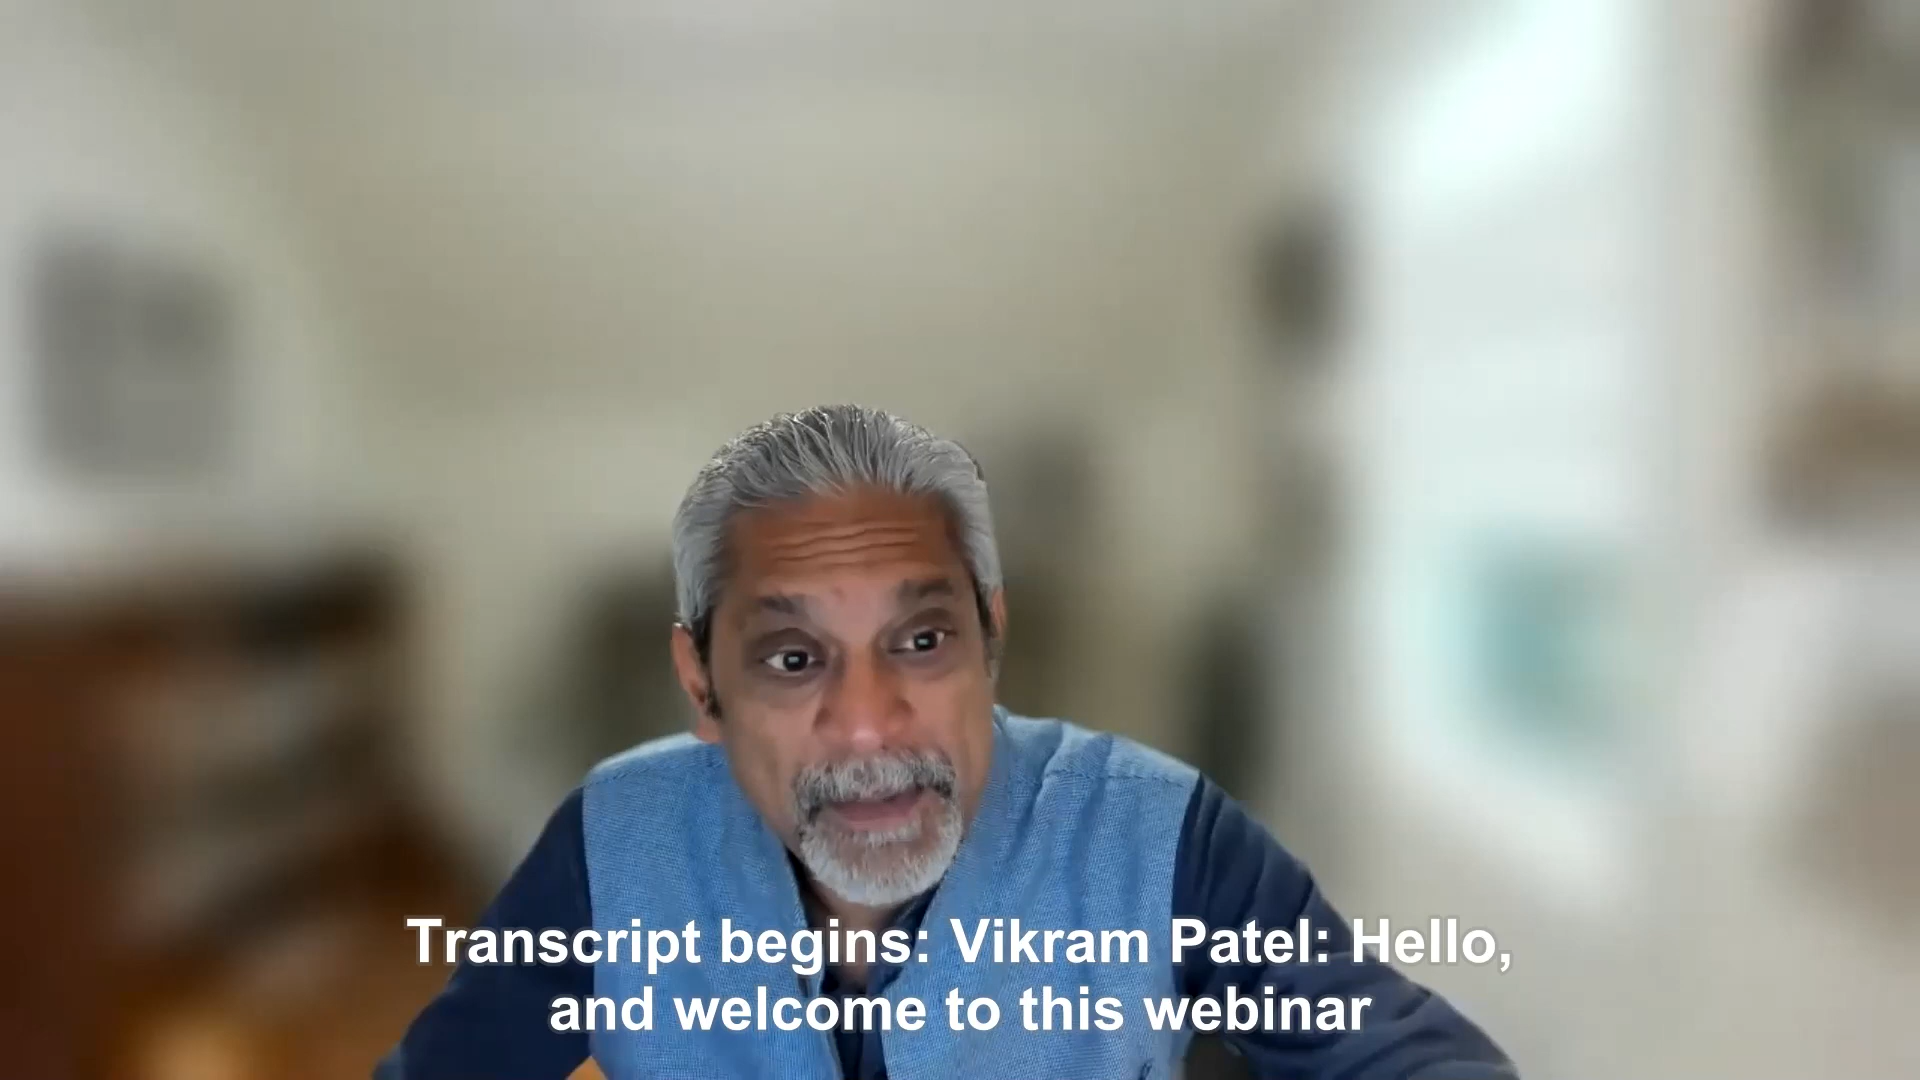 Transcript begins: Vikram Patel: Hello,
and welcome to this webinar